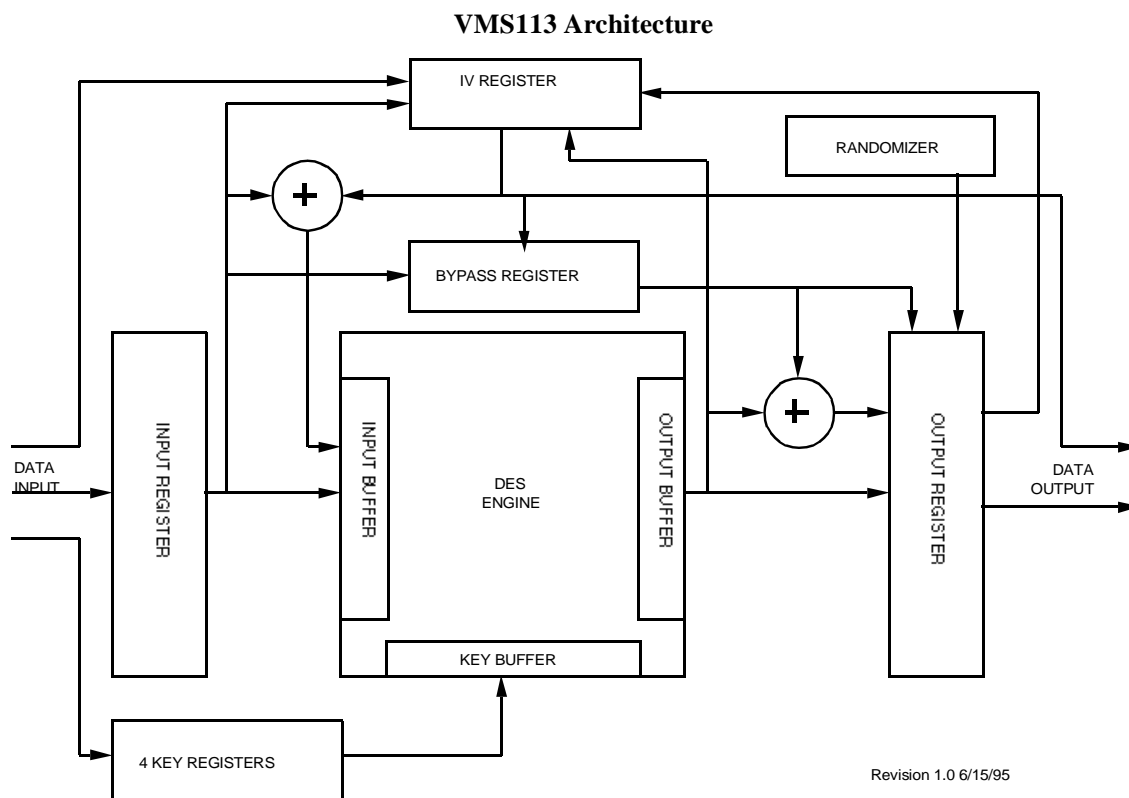 VMS113 Architecture
IV REGISTER
RANDOMIZER
+
BYPASS REGISTER
+
INPUT REGISTER
INPUT BUFFER
DES
ENGINE
OUTPUT BUFFER
OUTPUT REGISTER
DATA
INPUT
DATA
OUTPUT
KEY BUFFER
4 KEY REGISTERS
Revision 1.0 6/15/95